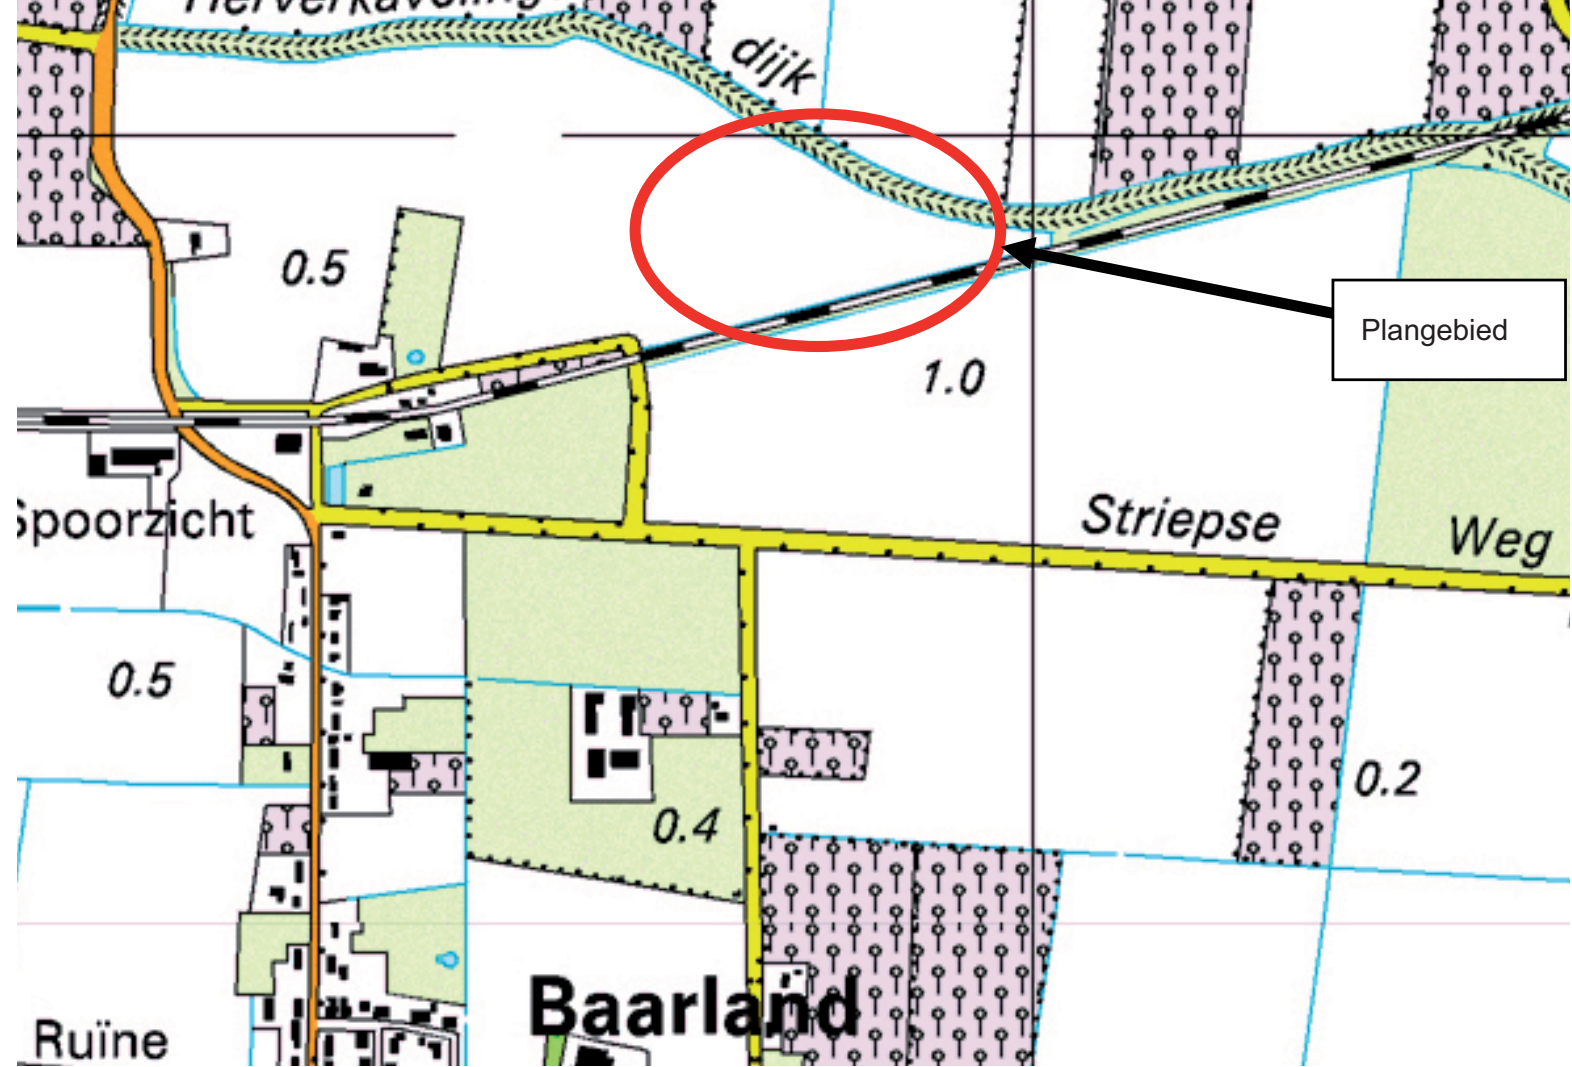 dijk
0.5
Plangebied
1.0
Spoorzicht
Striepse Weg
0.5
0.2
0.4
Baarland
Ruïne